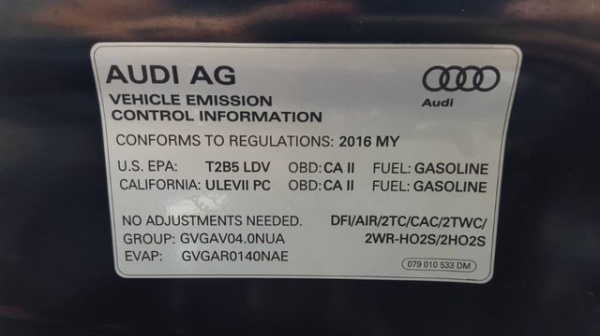 AUDI AG
Audi
VEHICLE EMISSION
CONTROL INFORMATION
CONFORMS TO REGULATIONS: 2016 MY
U.S. EPA: T2B5 LDV OBD: CA II FUEL: GASOLINE
CALIFORNIA: ULEVII PC OBD: CA II FUEL: GASOLINE
NO ADJUSTMENTS NEEDED. DFI/AIR/2TC/CAC/2TWC/
GROUP: GVGAV04.0NUA 2WR-HO2S/2HO2S
EVAP: GVGAR0140NAE 079 010 533 DM